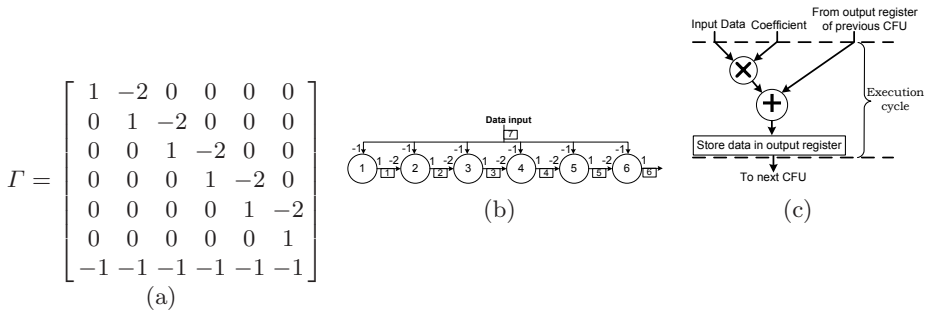 Γ =
1 −2 0 0 0 0
0 1 −2 0 0 0
0 0 1 −2 0 0
0 0 0 1 −2 0
0 0 0 0 1 −2
0 0 0 0 0 1
−1 −1 −1 −1 −1 −1
(a)
Data input
7
-1 -1 -1 -1 -1 -1
1 -2 1 -2 1 -2 1 -2 1 -2 1
1 1 2 2 3 3 4 4 5 5 6 6
(b)
Input Data Coefficient
From output register
of previous CFU
×
+
Execution
cycle
Store data in output register
To next CFU
(c)